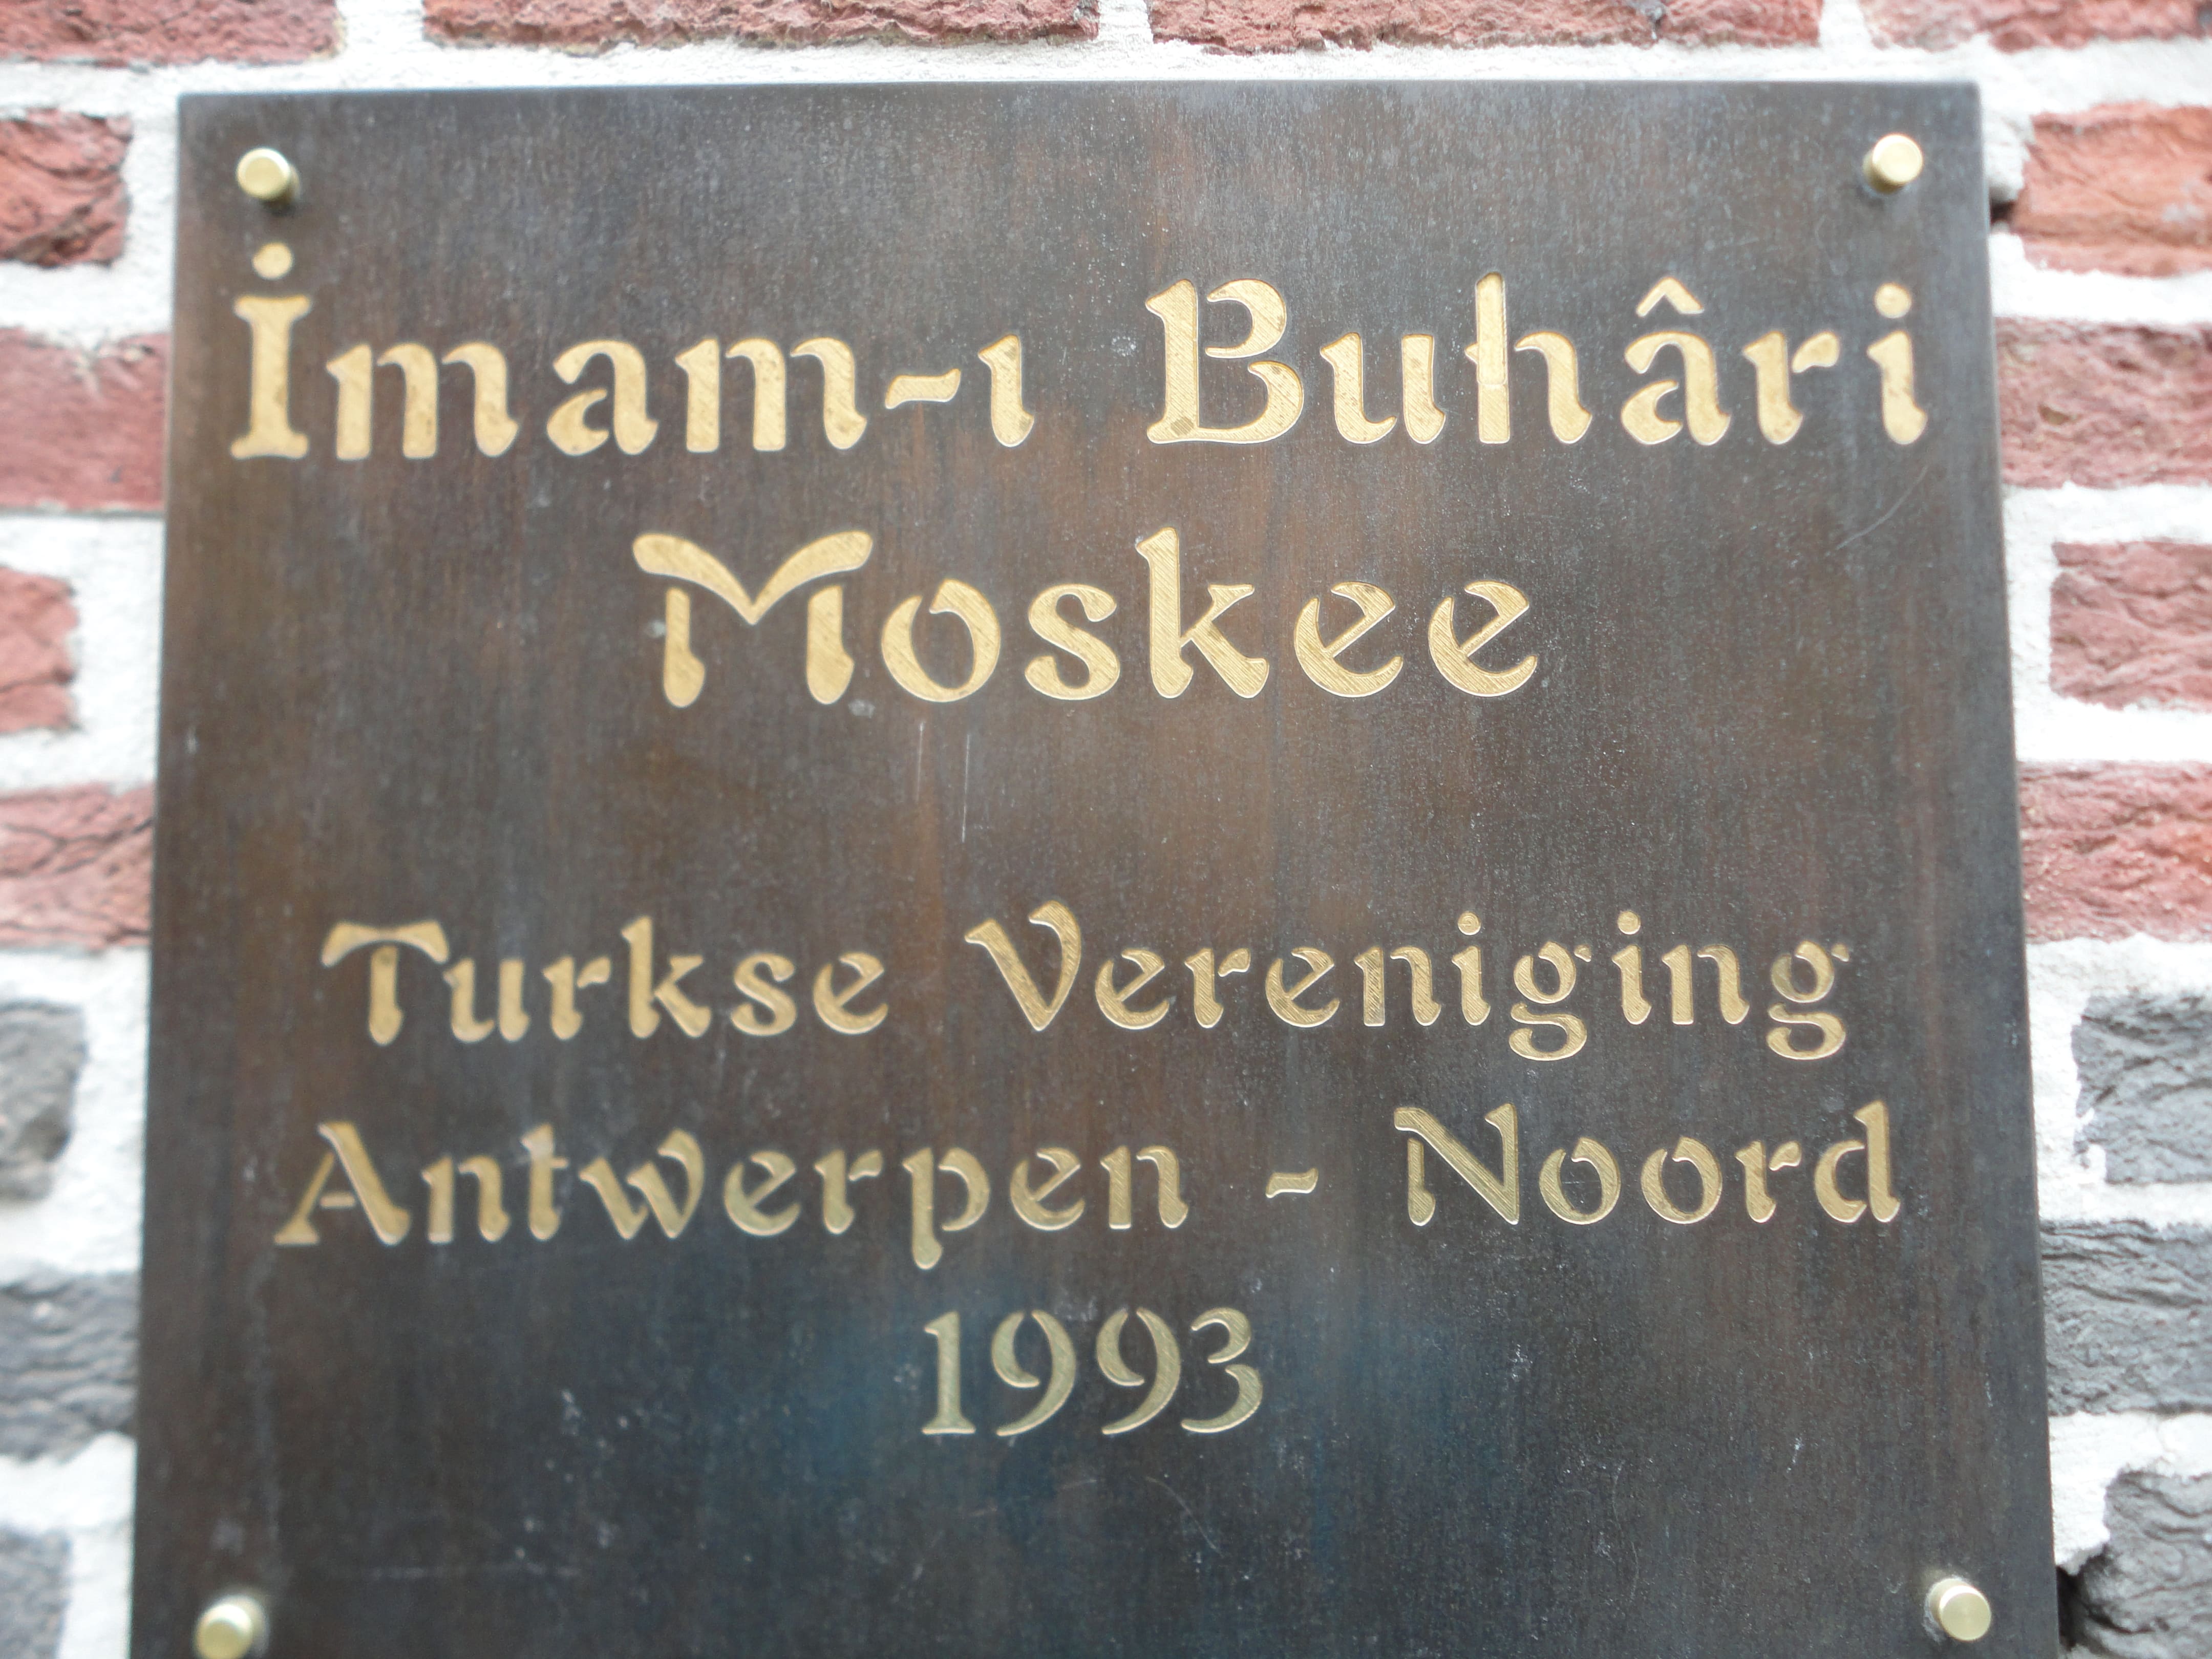 İmam-ı Buhâri
Moskee
Turkse Vereniging
Antwerpen - Noord
1993